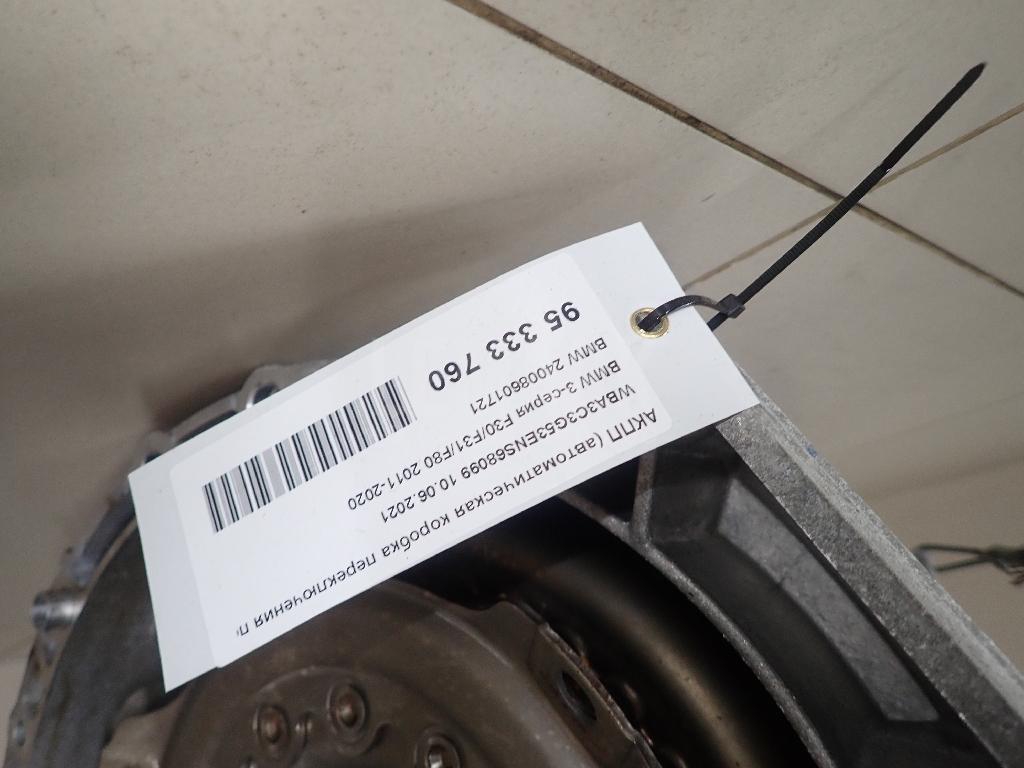 95 333 760
BMW 24008601721
BMW 3-серия F30/F31/F80 2011-2020
WBA3C3G53ENS68099 10.06.2021
АКПП (автоматическая коробка переключения п